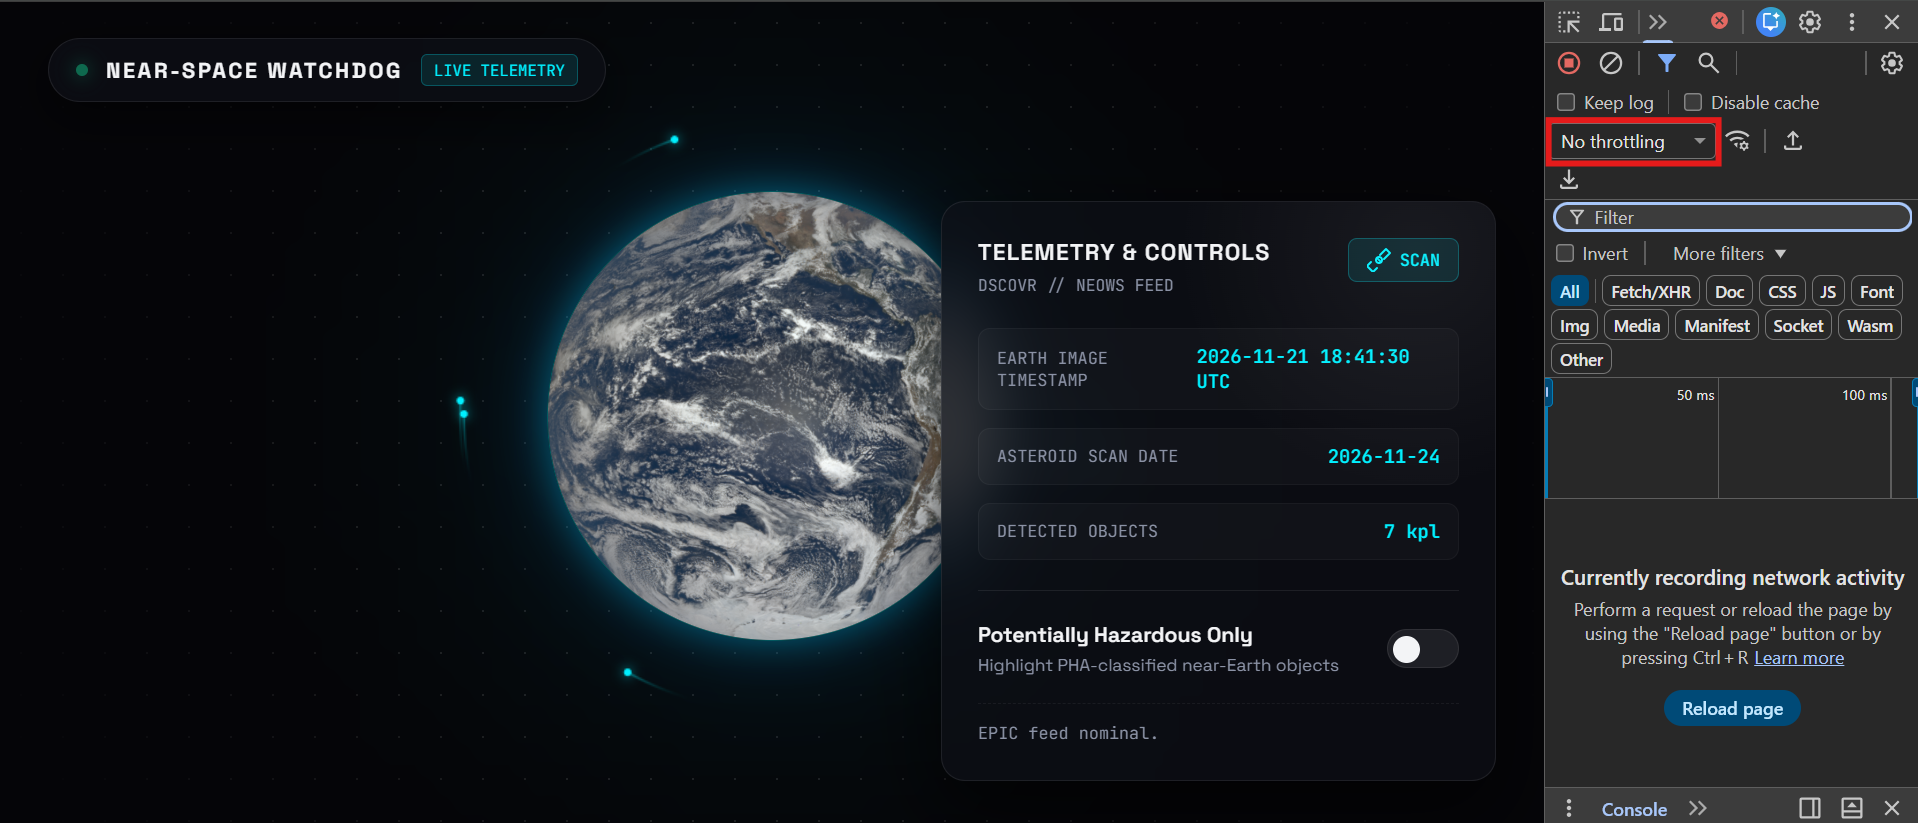 NEAR-SPACE WATCHDOG
LIVE TELEMETRY
TELEMETRY & CONTROLS
DSCOVR // NEOWS FEED
SCAN
EARTH IMAGE
TIMESTAMP
2026-11-21 18:41:30
UTC
ASTEROID SCAN DATE
2026-11-24
DETECTED OBJECTS
7 kpl
Potentially Hazardous Only
Highlight PHA-classified near-Earth objects
EPIC feed nominal.
Keep log
Disable cache
No throttling
Filter
Invert
More filters
All
Fetch/XHR
Doc
CSS
JS
Font
Img
Media
Manifest
Socket
Wasm
Other
50 ms
100 ms
Currently recording network activity
Perform a request or reload the page by
using the "Reload page" button or by
pressing Ctrl + R Learn more
Reload page
Console